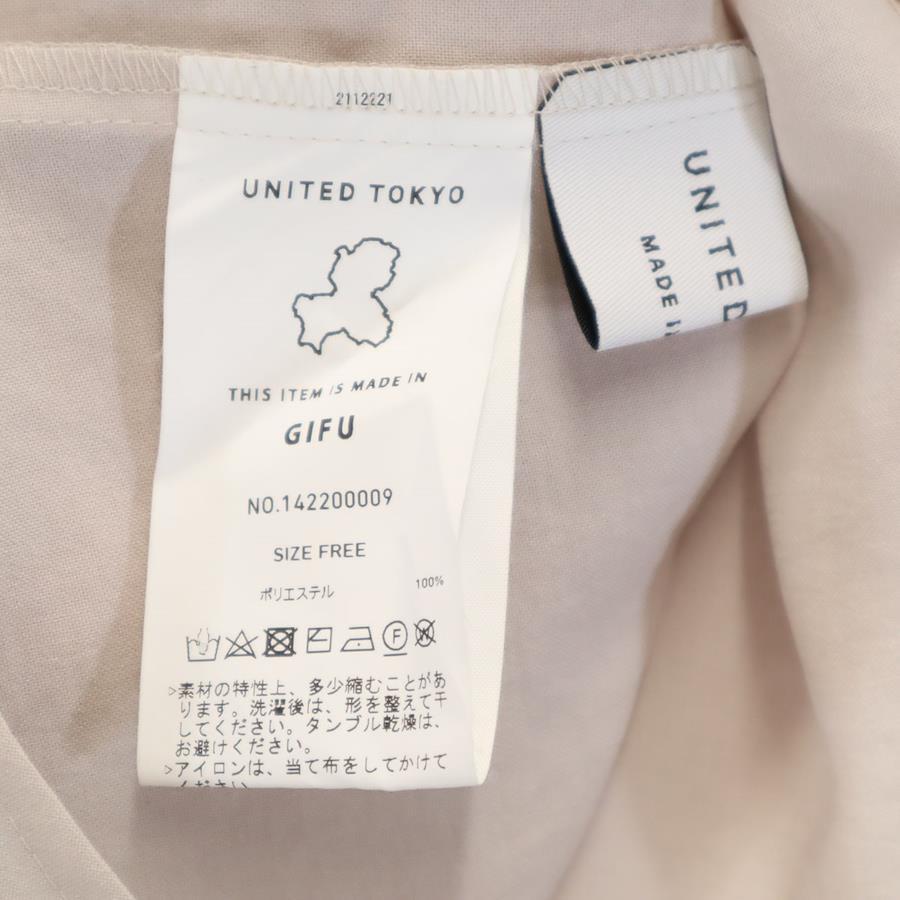 2112221
UNITED TOKYO
THIS ITEM IS MADE IN
GIFU
NO.142200009
SIZE FREE
ポリエステル 100%
F
W
>素材の特性上、多少縮むことがあ
ります。洗濯後は、形を整えて干
してください。タンブル乾燥は、
お避けください。
>アイロンは、当て布をしてかけて
ください。
UNITED
MADE I